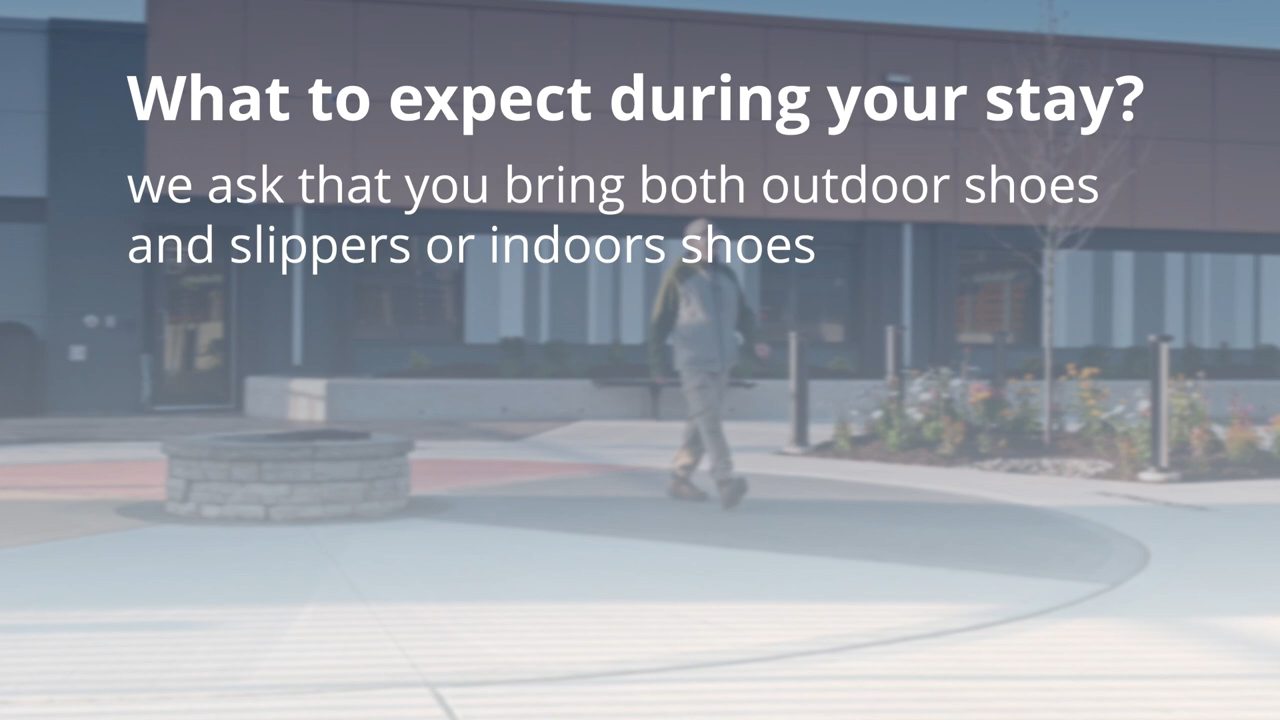 What to expect during your stay?
we ask that you bring both outdoor shoes
and slippers or indoors shoes